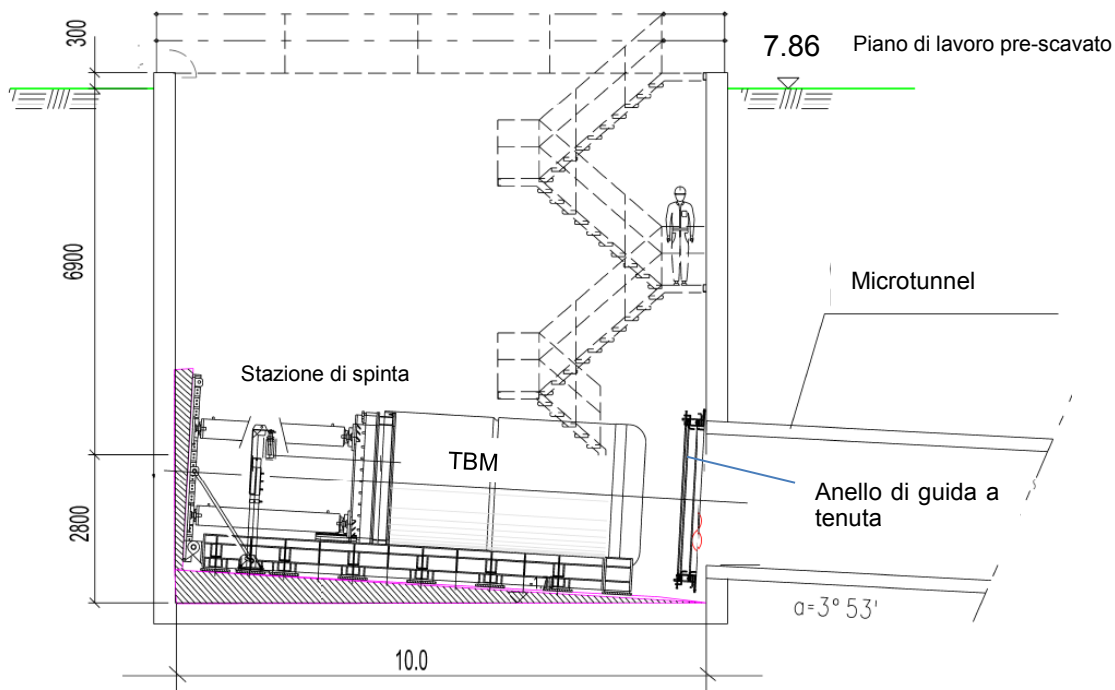 300
7.86 Piano di lavoro pre-scavato
6900
Microtunnel
Stazione di spinta
TBM
Anello di guida a
tenuta
2800
a=3° 53'
10.0